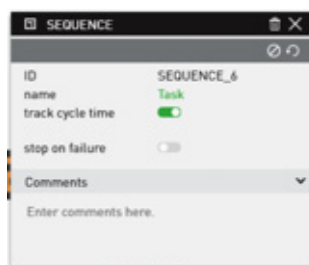 SEQUENCE
ID SEQUENCE_6
name Task
track cycle time
stop on failure
Comments
Enter comments here.